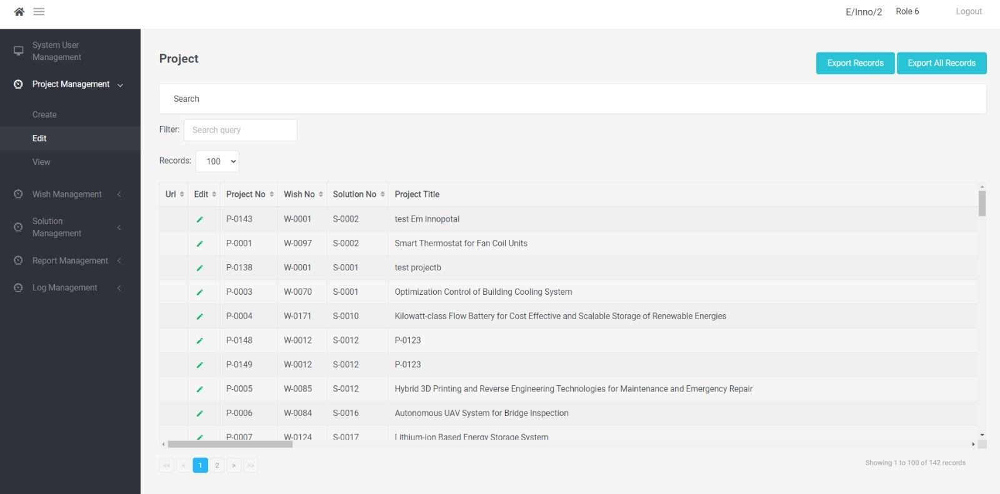 E/Inno/2 Role 6 Logout
System User
Management
Project Management
Create
Edit
View
Wish Management
Solution
Management
Report Management
Log Management
Project
Export Records Export All Records
Search
Filter: Search query
Records: 100
Url Edit Project No Wish No Solution No Project Title
P-0143 W-0001 S-0002 test Em innopotal
P-0001 W-0097 S-0002 Smart Thermostat for Fan Coil Units
P-0138 W-0001 S-0001 test projectb
P-0003 W-0070 S-0001 Optimization Control of Building Cooling System
P-0004 W-0171 S-0010 Kilowatt-class Flow Battery for Cost Effective and Scalable Storage of Renewable Energies
P-0148 W-0012 S-0012 P-0123
P-0149 W-0012 S-0012 P-0123
P-0005 W-0085 S-0012 Hybrid 3D Printing and Reverse Engineering Technologies for Maintenance and Emergency Repair
P-0006 W-0084 S-0016 Autonomous UAV System for Bridge Inspection
P-0007 W-0124 S-0017 Lithium-ion Based Energy Storage System
<< < 1 2 > >>
Showing 1 to 100 of 142 records